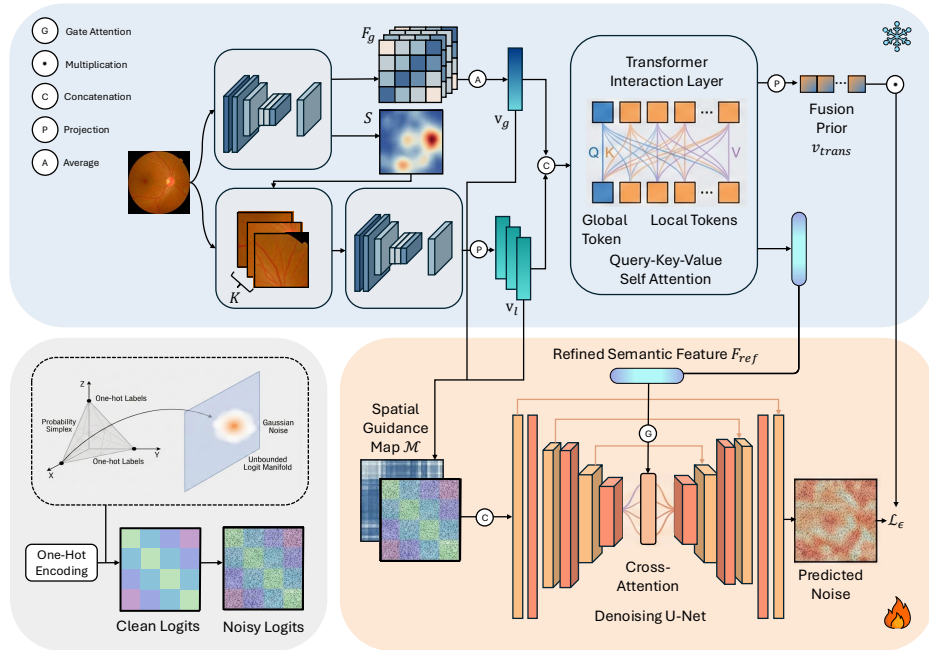 G Gate Attention
• Multiplication
C Concatenation
P Projection
A Average
F_g
S
A
v_g
K
P
v_l
C
Transformer
Interaction Layer
Q K V
Global
Token
Local Tokens
Query-Key-Value
Self Attention
P
Fusion
Prior
v_trans
Z
One-hot Labels
Probability
Simplex
X
One-hot Labels
Y
Gaussian
Noise
Unbounded
Logit Manifold
One-Hot
Encoding
Clean Logits
Noisy Logits
Refined Semantic Feature F_ref
Spatial
Guidance
Map ℳ
C
G
Cross-
Attention
Denoising U-Net
Predicted
Noise
ℒ_ϵ